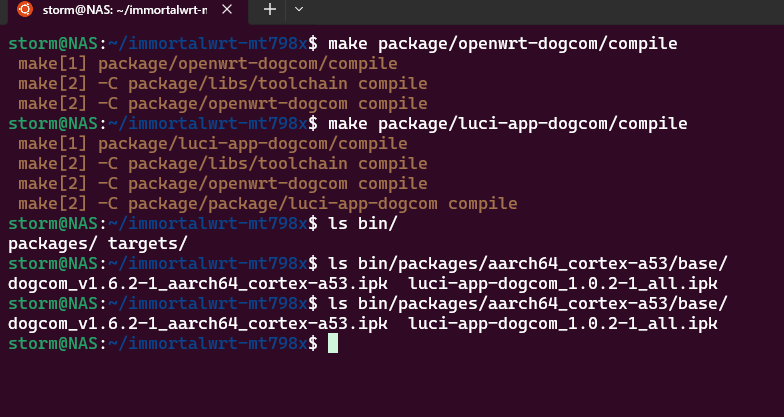 storm@NAS: ~/immortalwrt-m
storm@NAS:~/immortalwrt-mt798x$ make package/openwrt-dogcom/compile
make[1] package/openwrt-dogcom/compile
make[2] -C package/libs/toolchain compile
make[2] -C package/openwrt-dogcom compile
storm@NAS:~/immortalwrt-mt798x$ make package/luci-app-dogcom/compile
make[1] package/luci-app-dogcom/compile
make[2] -C package/libs/toolchain compile
make[2] -C package/openwrt-dogcom compile
make[2] -C package/package/luci-app-dogcom compile
storm@NAS:~/immortalwrt-mt798x$ ls bin/
packages/ targets/
storm@NAS:~/immortalwrt-mt798x$ ls bin/packages/aarch64_cortex-a53/base/
dogcom_v1.6.2-1_aarch64_cortex-a53.ipk  luci-app-dogcom_1.0.2-1_all.ipk
storm@NAS:~/immortalwrt-mt798x$ ls bin/packages/aarch64_cortex-a53/base/
dogcom_v1.6.2-1_aarch64_cortex-a53.ipk  luci-app-dogcom_1.0.2-1_all.ipk
storm@NAS:~/immortalwrt-mt798x$